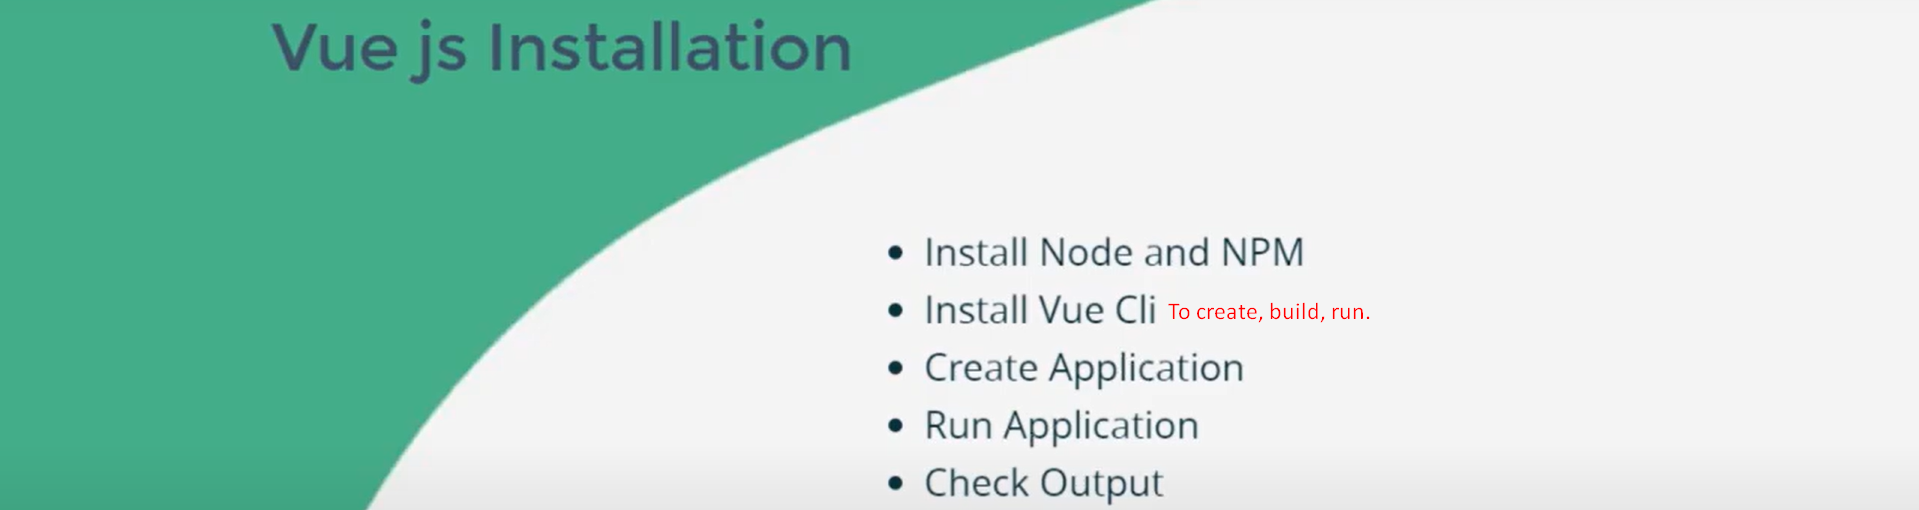 Vue js Installation
• Install Node and NPM
• Install Vue Cli To create, build, run.
• Create Application
• Run Application
• Check Output